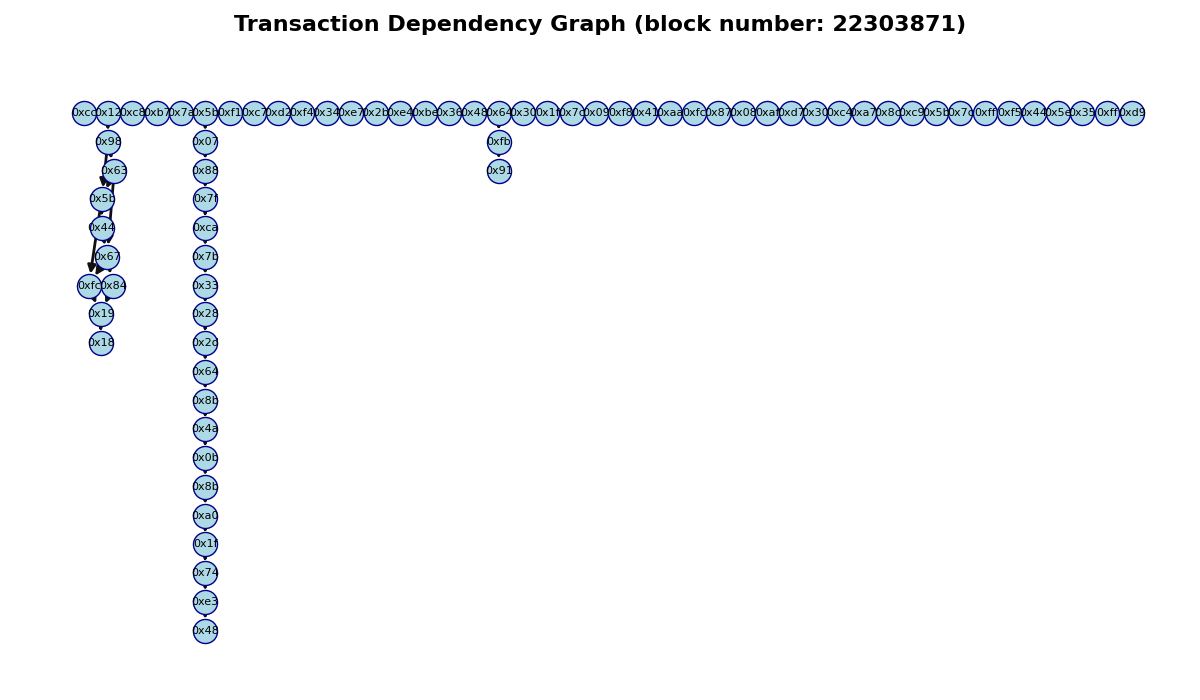 Transaction Dependency Graph (block number: 22303871)
0xcc 0x12 0xc8 0xb7 0x7a 0x5b 0xf1 0xc7 0xd2 0xf4 0x34 0xe7 0x2b 0xe4 0xbe 0x36 0x48 0x64 0x30 0x1f 0x7c 0x09 0xf8 0x41 0xaa 0xfc 0x87 0x08 0xaf 0xd7 0x30 0xc4 0xa7 0x8c 0xc9 0x5b 0x7c 0xff 0xf5 0x44 0x5e 0x35 0xff 0xd9
0x98 0x07 0xfb
0x63 0x88 0x91
0x5b 0x7f
0x44 0xca
0x67 0x7b
0xfc 0x84 0x33
0x19 0x28
0x18 0x2d
0x64
0x8b
0x4a
0x0b
0x8b
0xa0
0x1f
0x74
0xe3
0x48